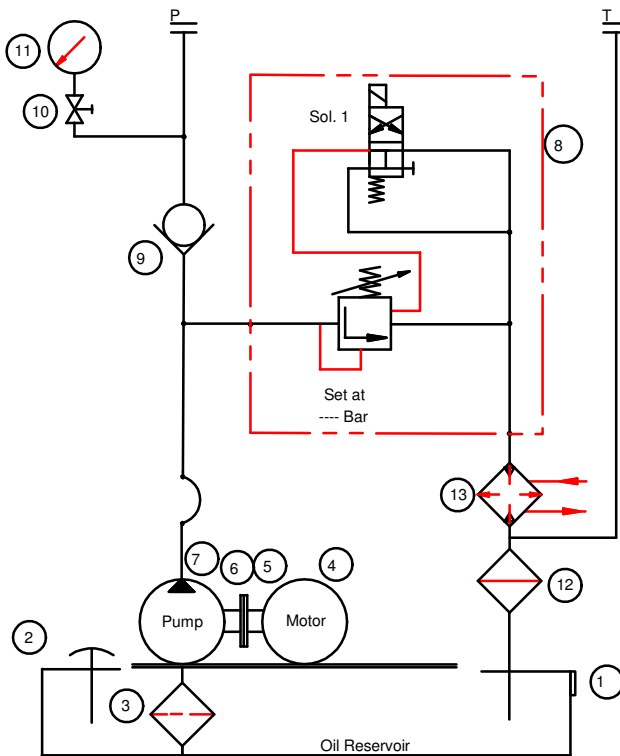 P
T
11
10
Sol. 1
8
9
Set at
---- Bar
13
7
6
5
4
12
Pump
Motor
2
1
3
Oil Reservoir